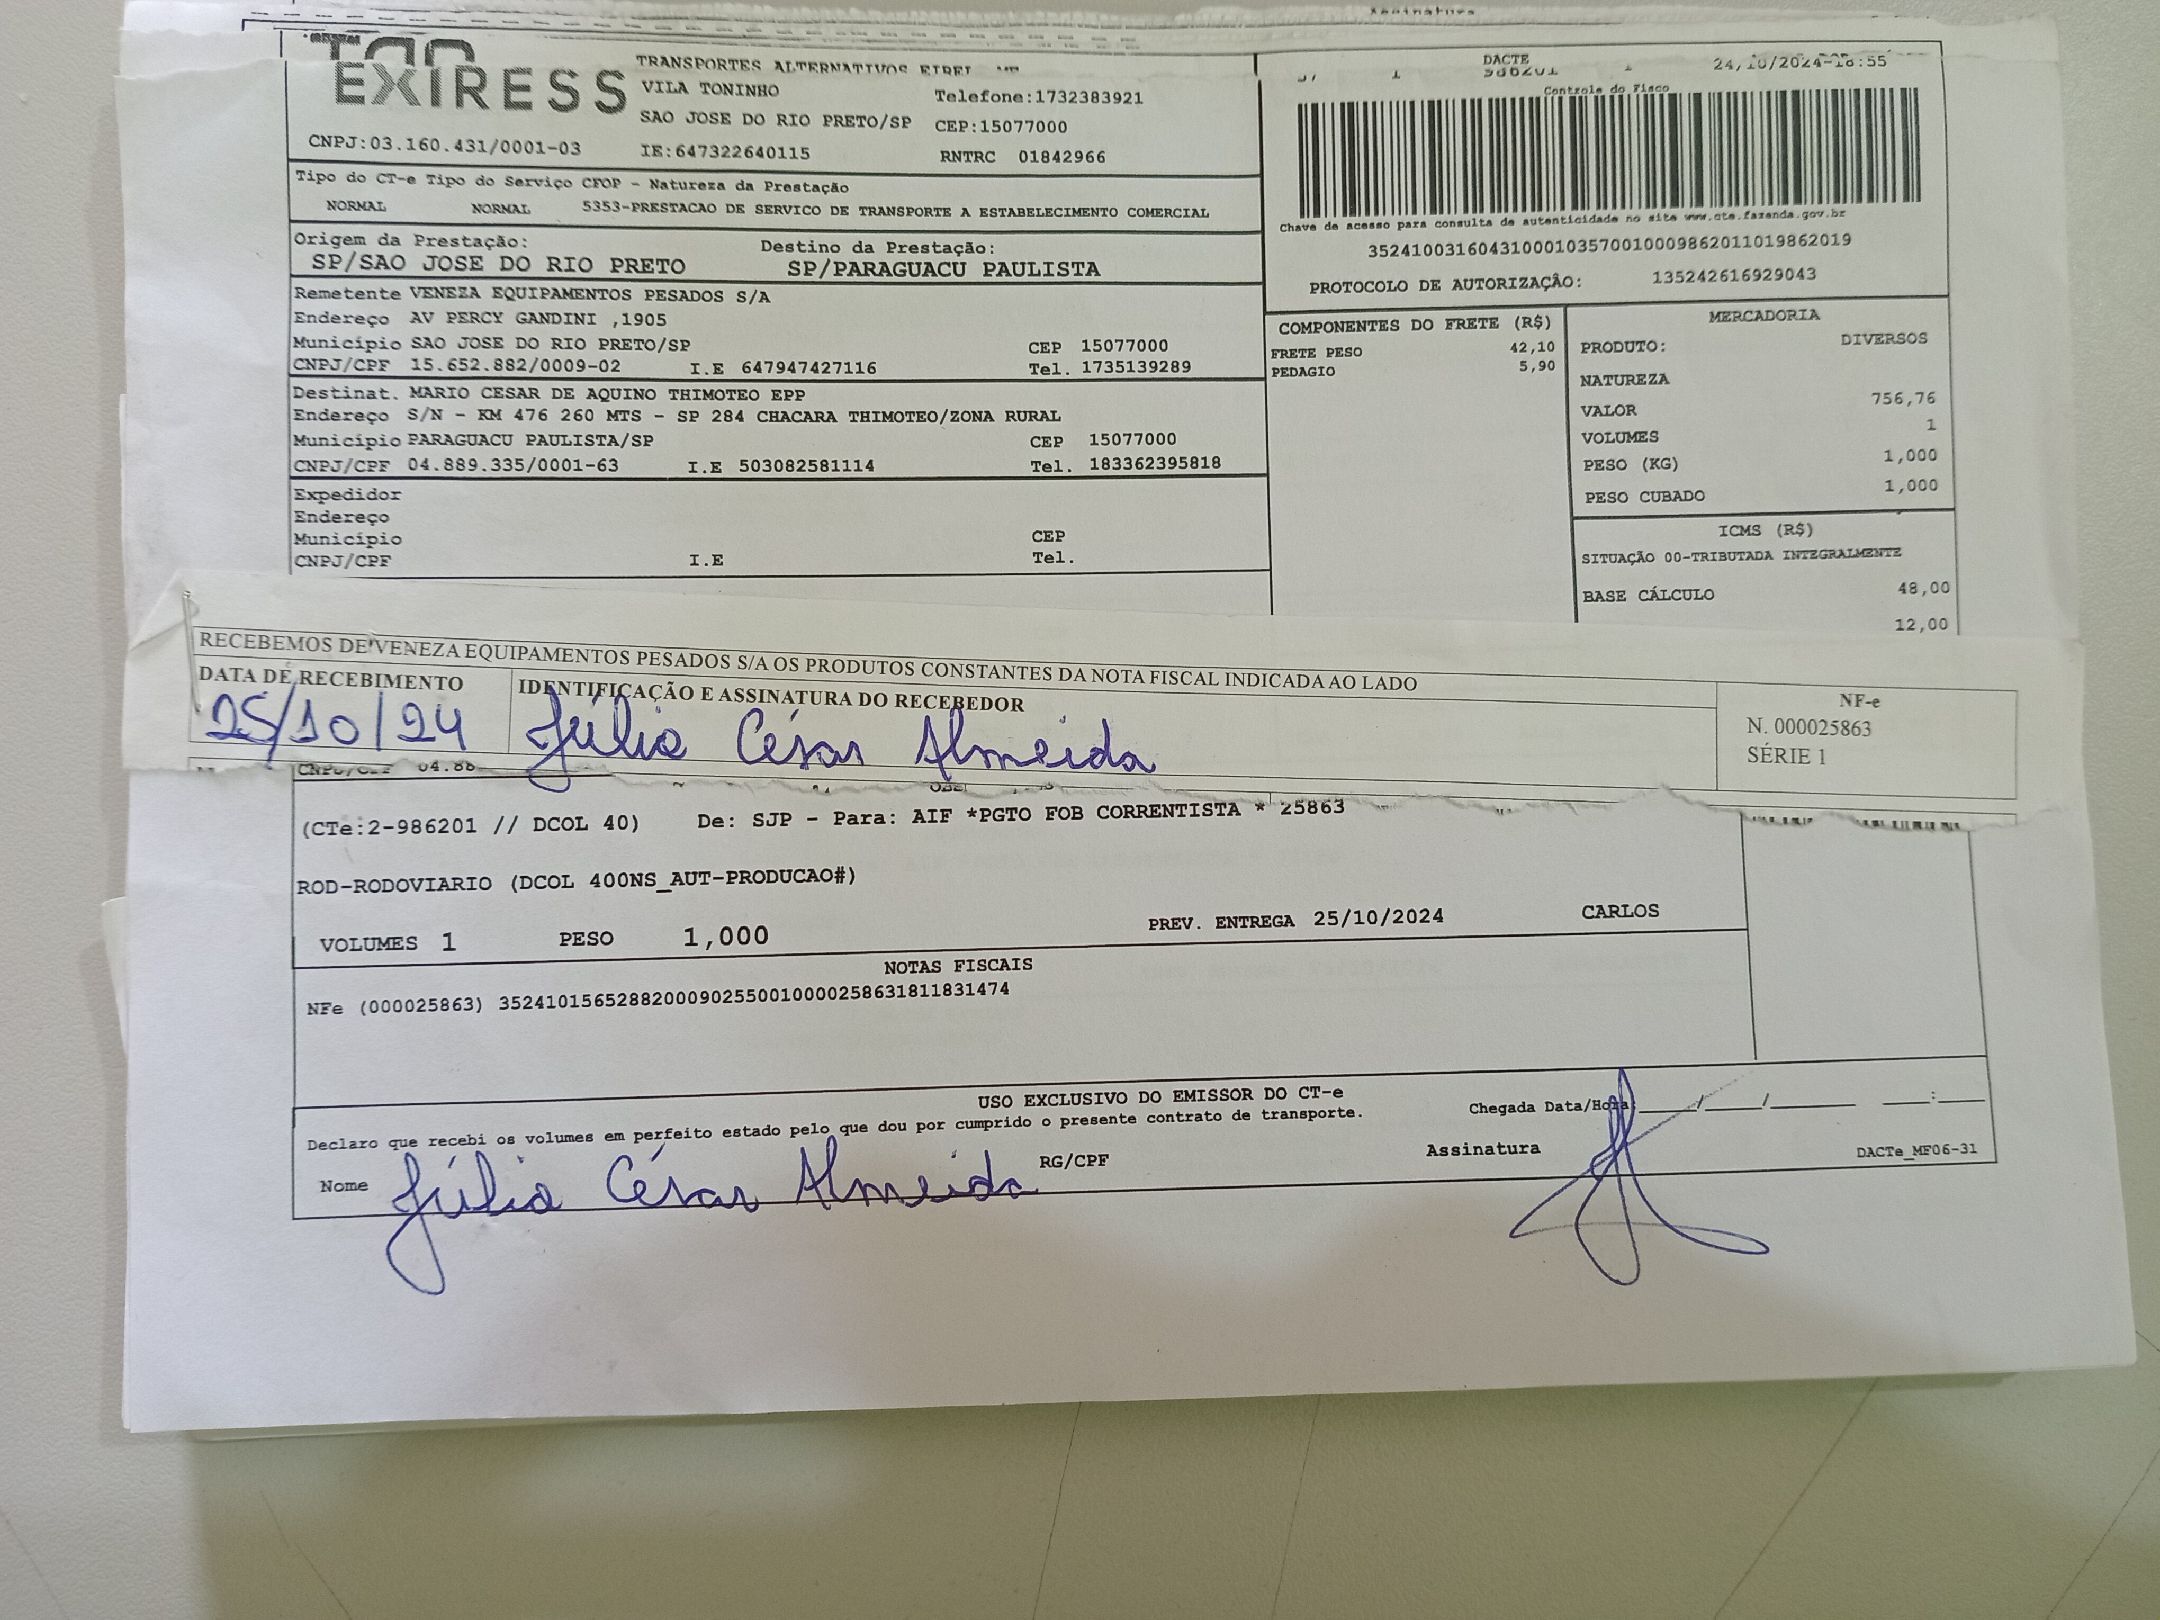 Assinatura
EXPRESS
TRANSPORTES ALTERNATIVOS EIREL
VILA TONINHO
Telefone:1732383921
SAO JOSE DO RIO PRETO/SP CEP:15077000
CNPJ:03.160.431/0001-03 IE:647322640115 RNTRC 01842966
DACTE
986201 1 24/10/2024-18:55
Controle do Fisco
Chave de acesso para consulta de autenticidade no site www.cte.fazenda.gov.br
35241003160431000103570010009862011019862019
PROTOCOLO DE AUTORIZAÇÃO: 135242616929043
Tipo do CT-e Tipo do Serviço CFOP - Natureza da Prestação
NORMAL NORMAL 5353-PRESTACAO DE SERVICO DE TRANSPORTE A ESTABELECIMENTO COMERCIAL
Origem da Prestação: Destino da Prestação:
SP/SAO JOSE DO RIO PRETO SP/PARAGUACU PAULISTA
Remetente VENEZA EQUIPAMENTOS PESADOS S/A
Endereço AV PERCY GANDINI ,1905
Município SAO JOSE DO RIO PRETO/SP CEP 15077000
CNPJ/CPF 15.652.882/0009-02 I.E 647947427116 Tel. 1735139289
Destinat. MARIO CESAR DE AQUINO THIMOTEO EPP
Endereço S/N - KM 476 260 MTS - SP 284 CHACARA THIMOTEO/ZONA RURAL
Município PARAGUACU PAULISTA/SP CEP 15077000
CNPJ/CPF 04.889.335/0001-63 I.E 503082581114 Tel. 183362395818
Expedidor
Endereço
Município CEP
CNPJ/CPF I.E Tel.
COMPONENTES DO FRETE (R$)
FRETE PESO 42,10
PEDAGIO 5,90
MERCADORIA
PRODUTO: DIVERSOS
NATUREZA
VALOR 756,76
VOLUMES 1
PESO (KG) 1,000
PESO CUBADO 1,000
ICMS (R$)
SITUAÇÃO 00-TRIBUTADA INTEGRALMENTE
BASE CÁLCULO 48,00
12,00
RECEBEMOS DE VENEZA EQUIPAMENTOS PESADOS S/A OS PRODUTOS CONSTANTES DA NOTA FISCAL INDICADA AO LADO
DATA DE RECEBIMENTO IDENTIFICAÇÃO E ASSINATURA DO RECEBEDOR
25/10/24 Júlio César Almeida
NF-e
N. 000025863
SÉRIE 1
CNPJ/CPF 04.88
(CTe:2-986201 // DCOL 40) De: SJP - Para: AIF *PGTO FOB CORRENTISTA * 25863
ROD-RODOVIARIO (DCOL 400NS_AUT-PRODUCAO#)
VOLUMES 1 PESO 1,000 PREV. ENTREGA 25/10/2024 CARLOS
NOTAS FISCAIS
NFe (000025863) 35241015652882000902550010000258631811831474
USO EXCLUSIVO DO EMISSOR DO CT-e
Declaro que recebi os volumes em perfeito estado pelo que dou por cumprido o presente contrato de transporte.
Chegada Data/Hora: ____/____/______ ___:___
Nome Júlio César Almeida RG/CPF Assinatura
DACTe_MF06-31